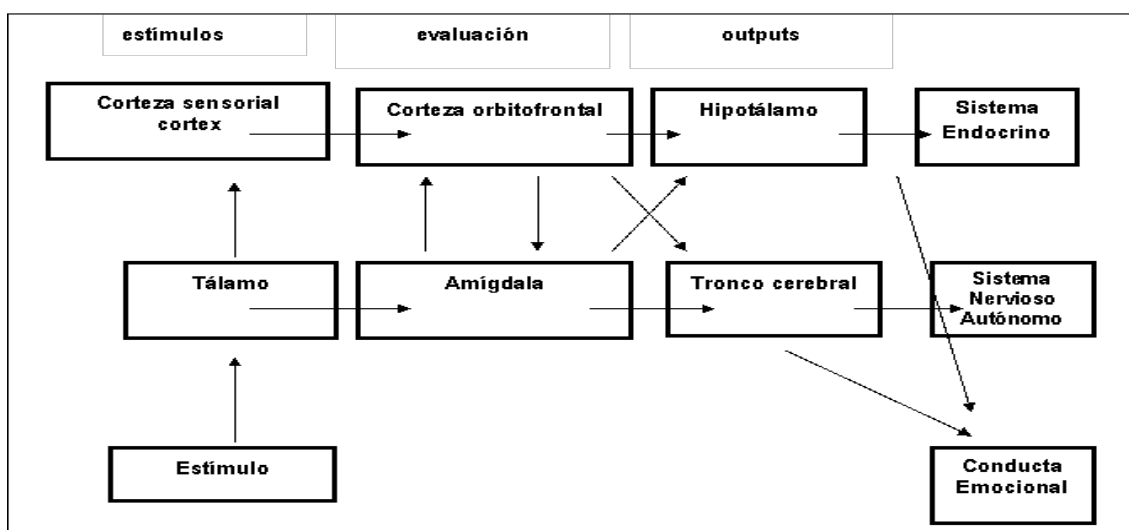 estímulos
evaluación
outputs
Corteza sensorial
cortex
Corteza orbitofrontal
Hipotálamo
Sistema
Endocrino
Tálamo
Amígdala
Tronco cerebral
Sistema
Nervioso
Autónomo
Estímulo
Conducta
Emocional